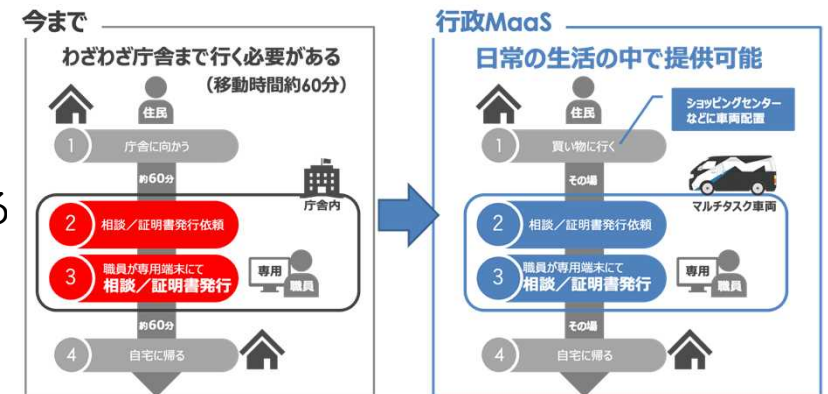 今まで
わざわざ庁舎まで行く必要がある
（移動時間約60分）
住民
1 庁舎に向かう
約60分
庁舎内
2 相談／証明書発行依頼
3 職員が専用端末にて
相談／証明書発行
専用
職員
約60分
4 自宅に帰る
る
行政MaaS
日常の生活の中で提供可能
住民
ショッピングセンター
などに車両配置
1 買い物に行く
その場
マルチタスク車両
2 相談／証明書発行依頼
3 職員が専用端末にて
相談／証明書発行
専用
職員
その場
4 自宅に帰る